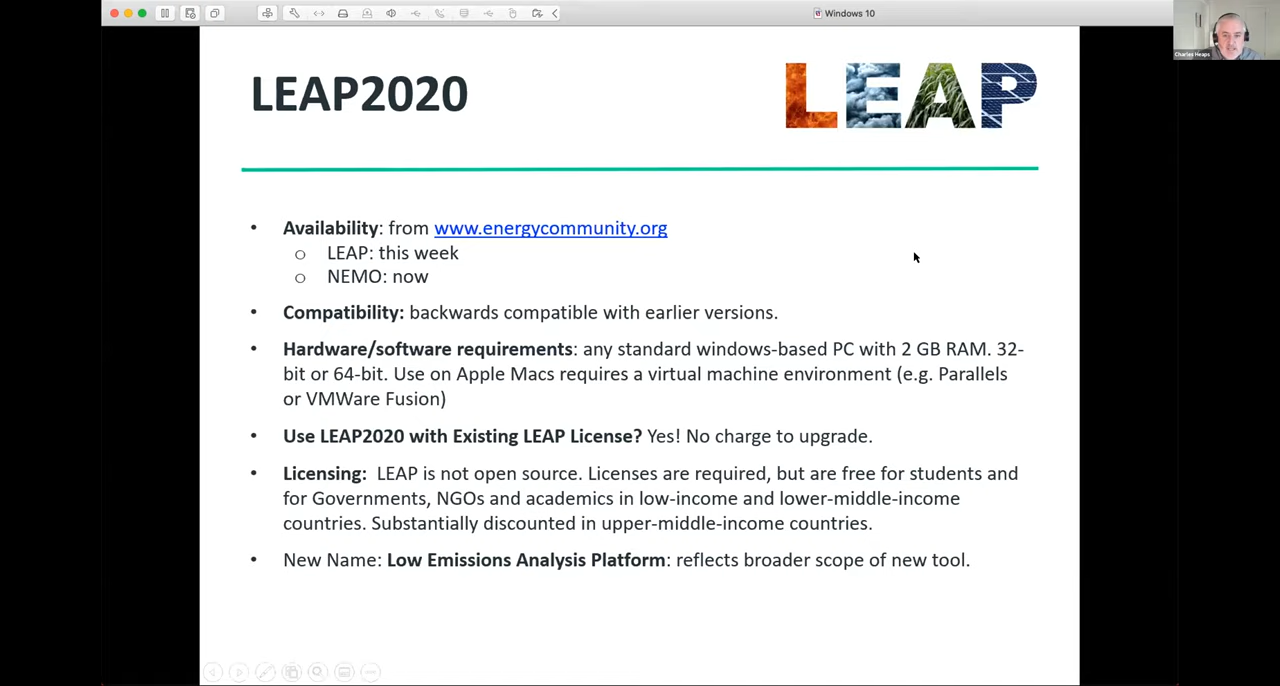 Windows 10
Charles Heaps
LEAP2020
LEAP
• Availability: from www.energycommunity.org
o LEAP: this week
o NEMO: now
• Compatibility: backwards compatible with earlier versions.
• Hardware/software requirements: any standard windows-based PC with 2 GB RAM. 32-
bit or 64-bit. Use on Apple Macs requires a virtual machine environment (e.g. Parallels
or VMWare Fusion)
• Use LEAP2020 with Existing LEAP License? Yes! No charge to upgrade.
• Licensing: LEAP is not open source. Licenses are required, but are free for students and
for Governments, NGOs and academics in low-income and lower-middle-income
countries. Substantially discounted in upper-middle-income countries.
• New Name: Low Emissions Analysis Platform: reflects broader scope of new tool.